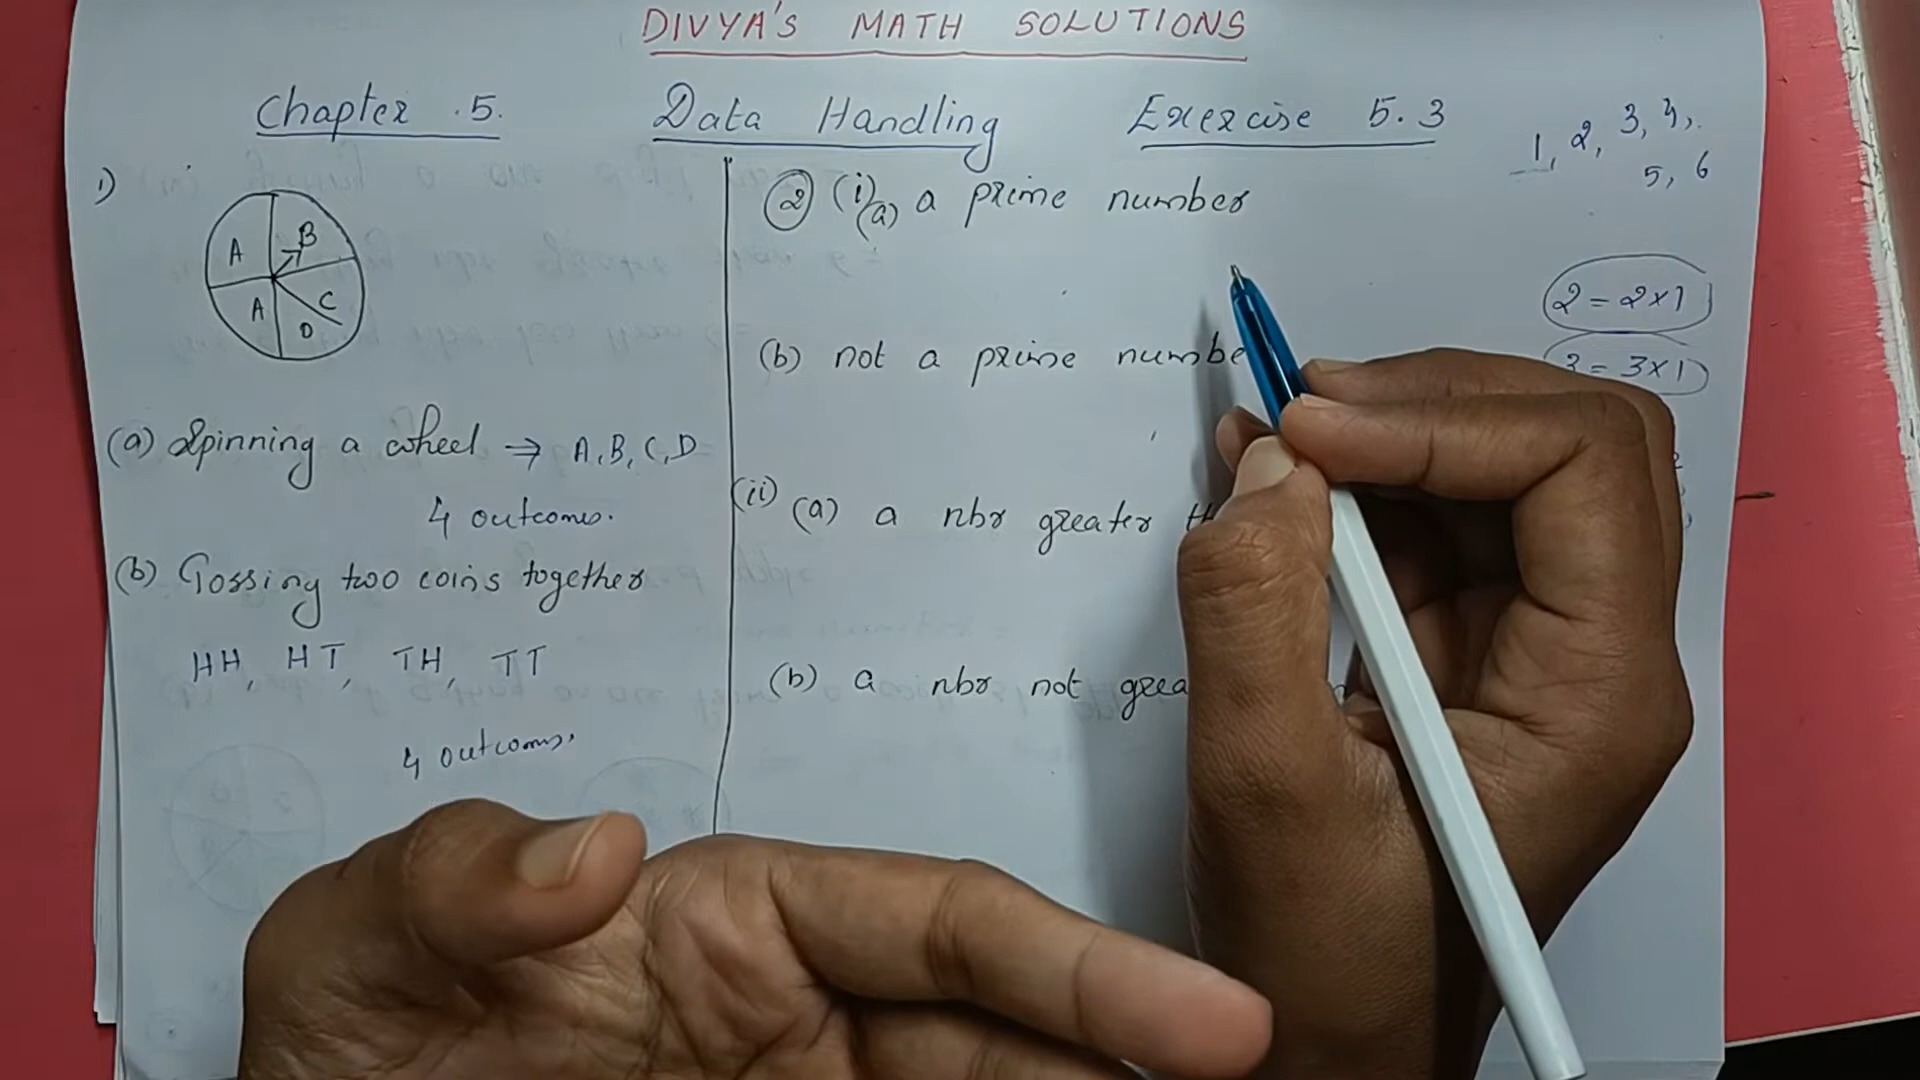 DIVYA'S MATH SOLUTIONS
Chapter .5. Data Handling Exercise 5.3
1, 2, 3, 4,
5, 6
1)
A B
A C
D
(a) Spinning a wheel → A, B, C, D
4 outcomes.
(b) Tossing two coins together
HH, HT, TH, TT
4 outcomes.
2 (i) (a) a prime number
(b) not a prime numbe
(ii) (a) a nbr greater
(b) a nbr not grea
2 = 2×1
3 = 3×1